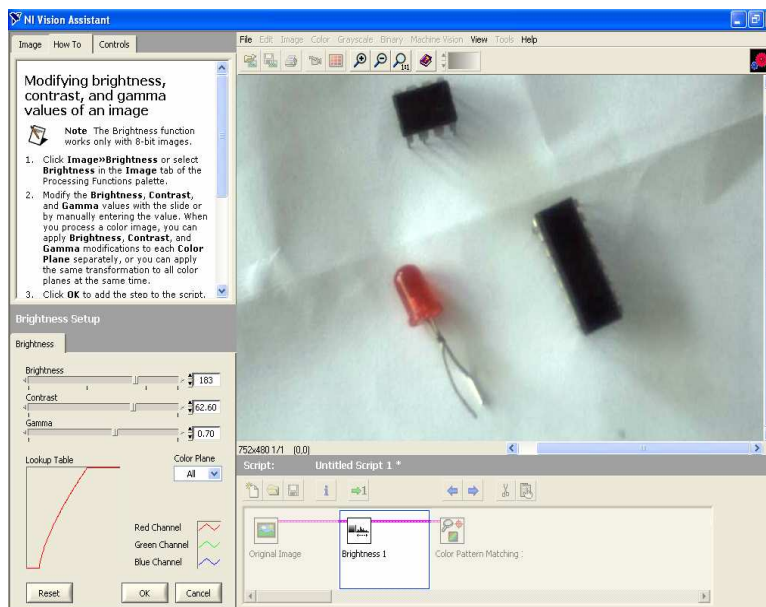 NI Vision Assistant
Image How To Controls
File Edit Image Color Grayscale Binary Machine Vision View Tools Help
Modifying brightness,
contrast, and gamma
values of an image
Note The Brightness function
works only with 8-bit images.
1. Click Image»Brightness or select
Brightness in the Image tab of the
Processing Functions palette.
2. Modify the Brightness, Contrast,
and Gamma values with the slide or
by manually entering the value. When
you process a color image, you can
apply Brightness, Contrast, and
Gamma modifications to each Color
Plane separately, or you can apply
the same transformation to all color
planes at the same time.
3. Click OK to add the step to the script.
Brightness Setup
Brightness
Brightness
183
Contrast
62.60
Gamma
0.70
Lookup Table
Color Plane
All
Red Channel
Green Channel
Blue Channel
Reset OK Cancel
752x480 1/1 (0,0)
Script: Untitled Script 1 *
1
Original Image
Brightness 1
Color Pattern Matching